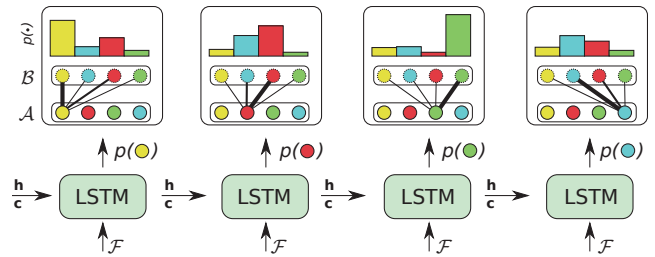 p(•)
ℬ
𝒜
p( ) p( ) p( ) p( )
h h h h
c c c c
LSTM LSTM LSTM LSTM
ℱ ℱ ℱ ℱ